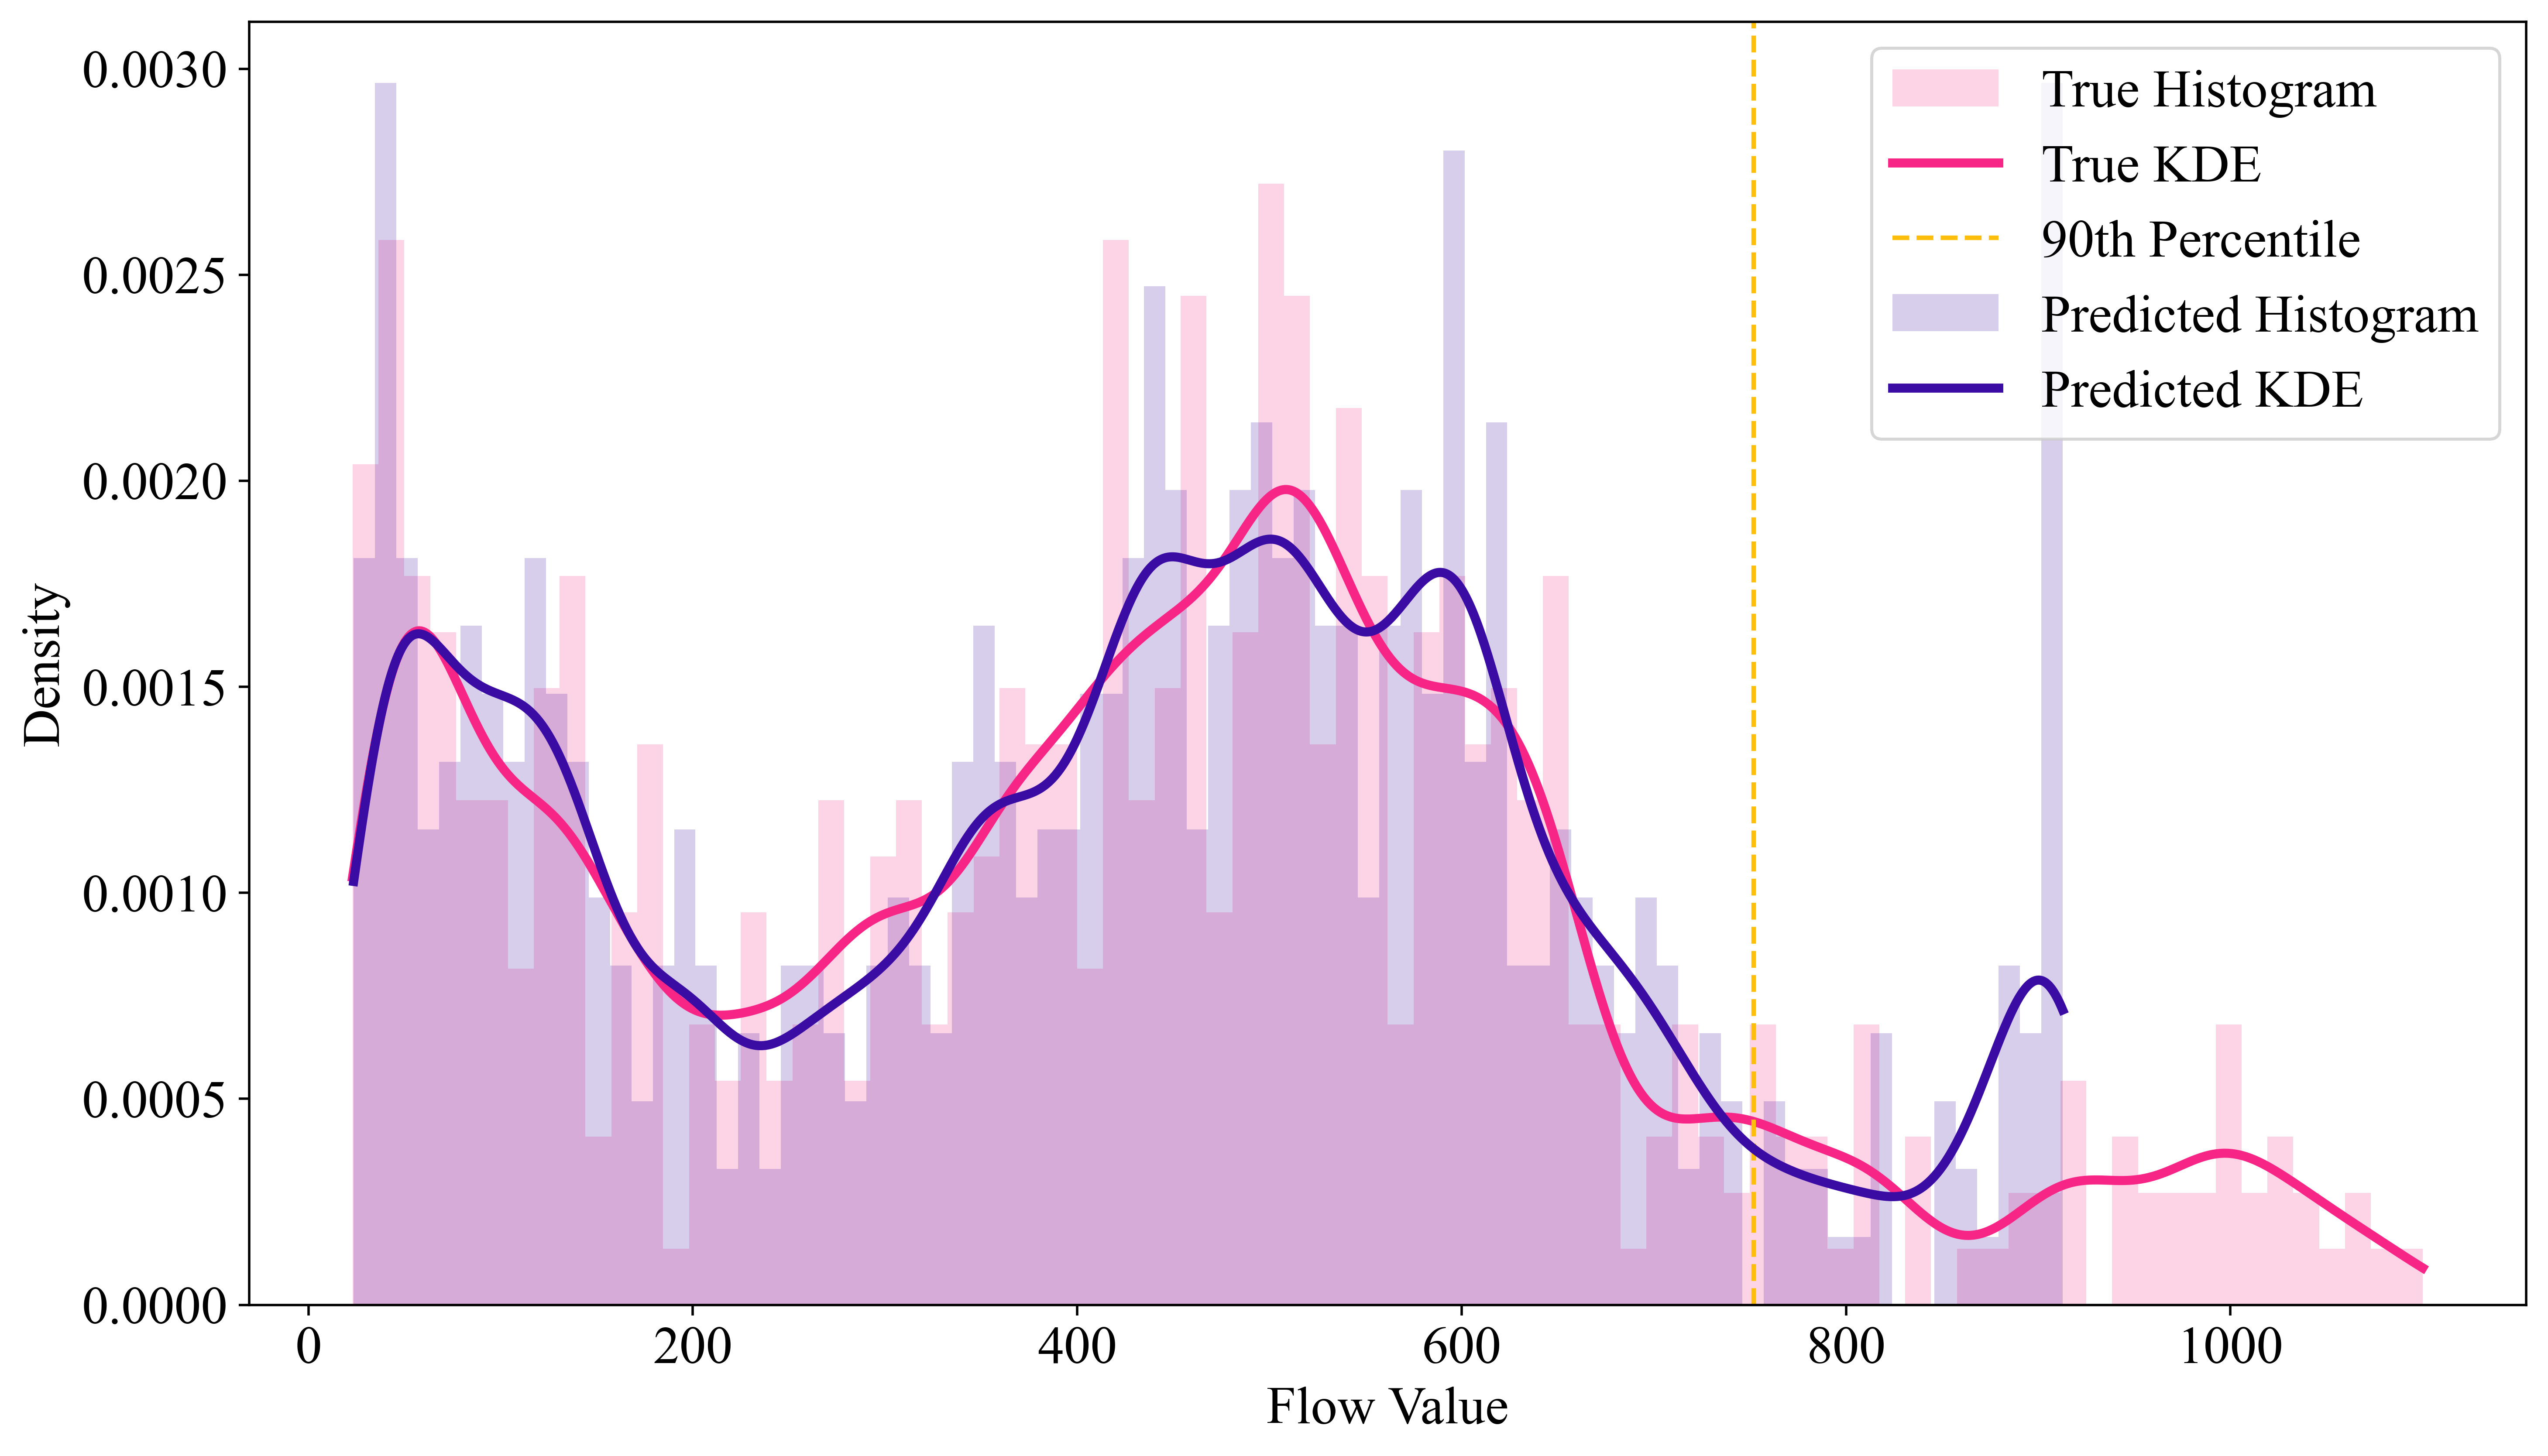 0.0030
0.0025
0.0020
0.0015
0.0010
0.0005
0.0000
Density
0 200 400 600 800 1000
Flow Value
True Histogram
True KDE
90th Percentile
Predicted Histogram
Predicted KDE